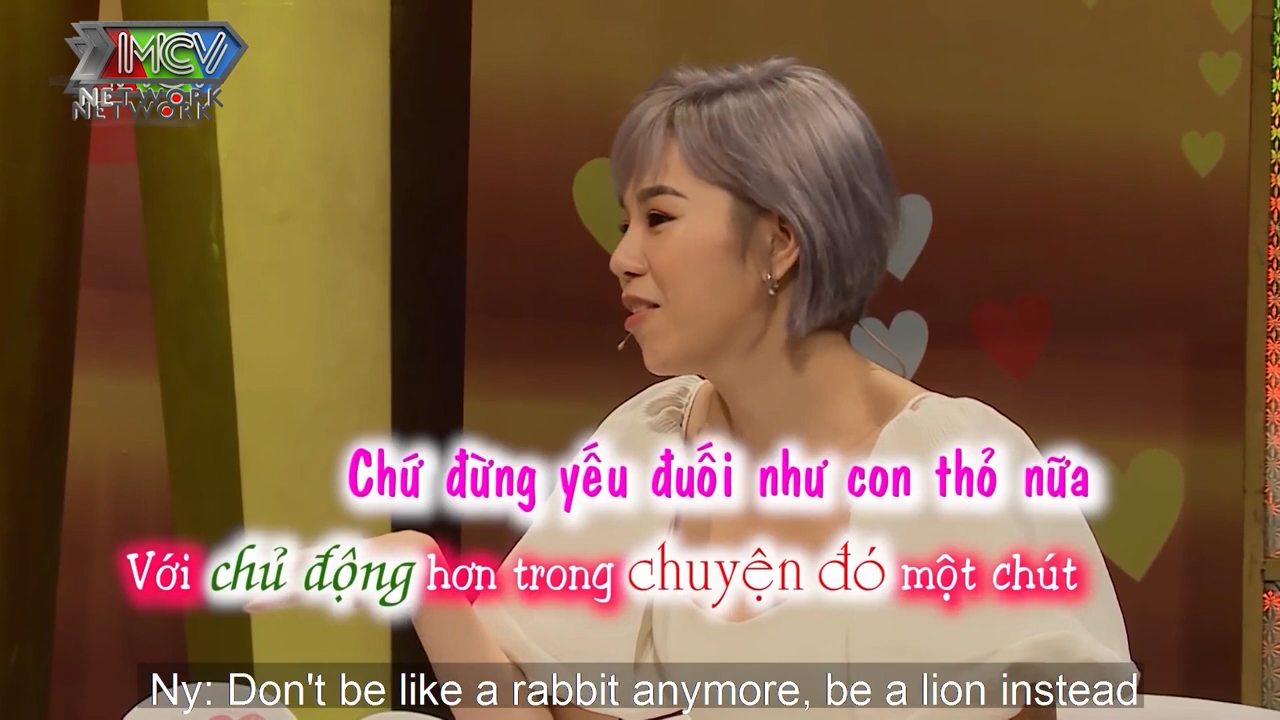 MCV
NETWORK
NETWORK
Chứ đừng yếu đuối như con thỏ nữa
Với chủ động hơn trong chuyện đó một chút
Ny: Don't be like a rabbit anymore, be a lion instead